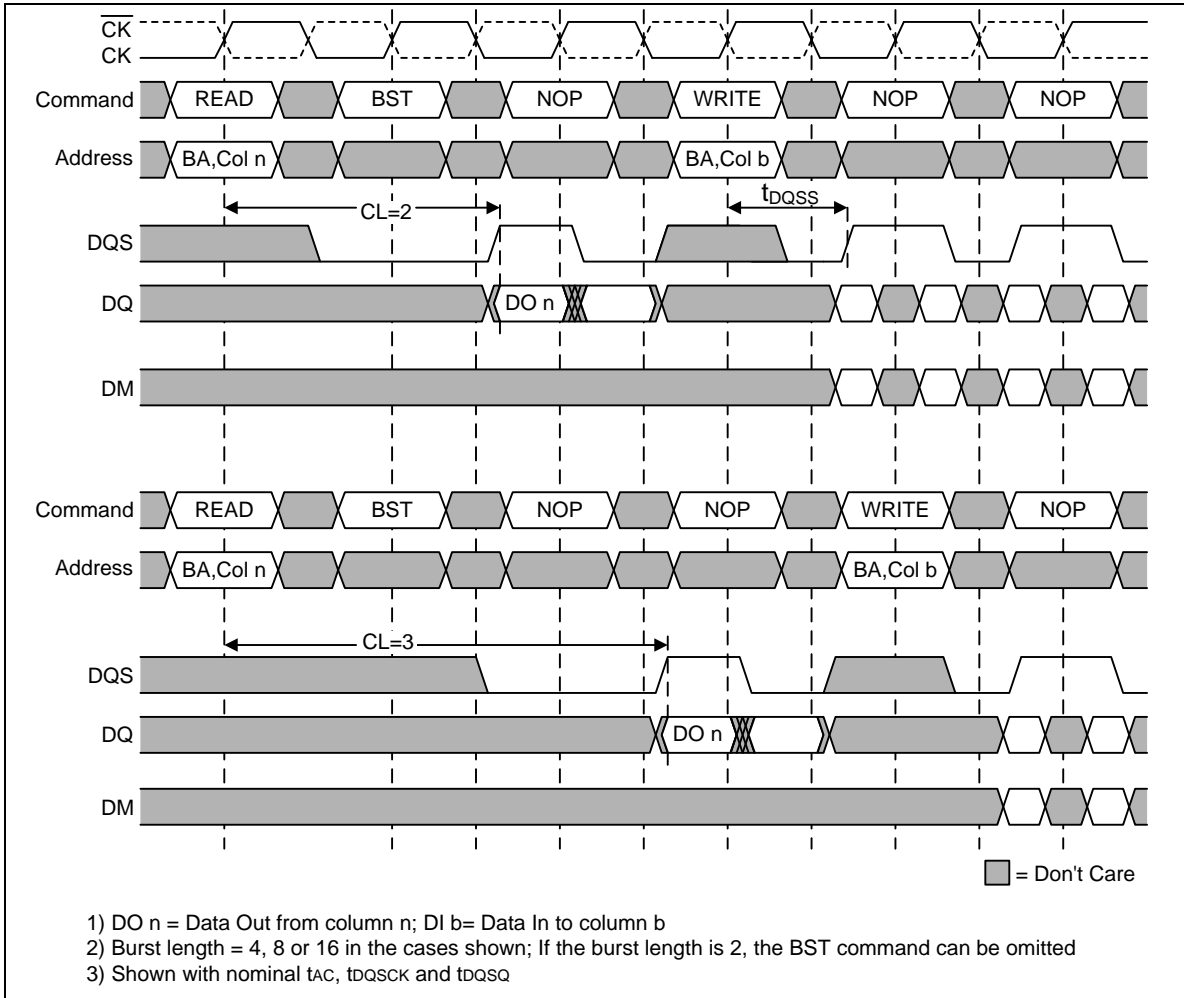 CK
CK
Command READ BST NOP WRITE NOP NOP
Address BA,Col n BA,Col b
tDQSS
CL=2
DQS
DQ DO n
DM
Command READ BST NOP NOP WRITE NOP
Address BA,Col n BA,Col b
CL=3
DQS
DQ DO n
DM
= Don't Care
1) DO n = Data Out from column n; DI b= Data In to column b
2) Burst length = 4, 8 or 16 in the cases shown; If the burst length is 2, the BST command can be omitted
3) Shown with nominal tAC, tDQSCK and tDQSQ